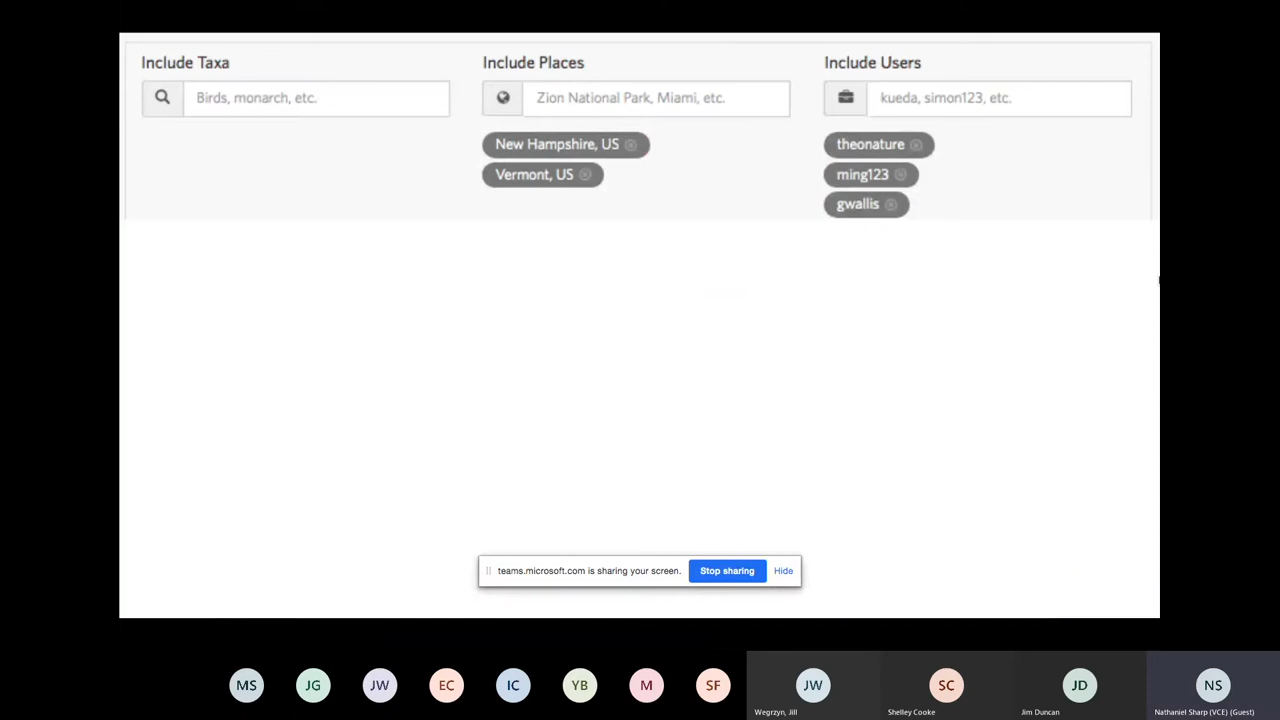 Include Taxa
Birds, monarch, etc.
Include Places
Zion National Park, Miami, etc.
New Hampshire, US
Vermont, US
Include Users
kueda, simon123, etc.
theonature
ming123
gwallis
teams.microsoft.com is sharing your screen.
Stop sharing
Hide
MS
JG
JW
EC
IC
YB
M
SF
JW
Wegrzyn, Jill
SC
Shelley Cooke
JD
Jim Duncan
NS
Nathaniel Sharp (VCE) (Guest)